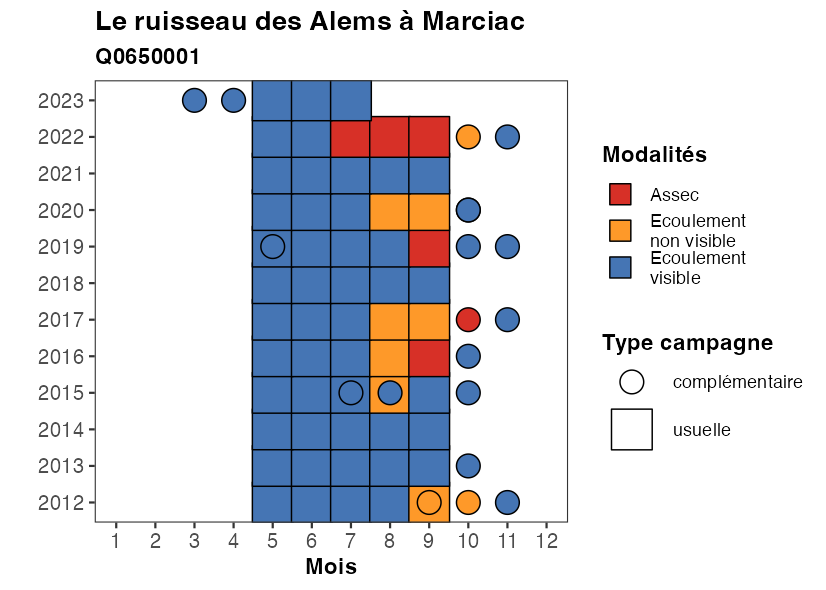 Le ruisseau des Alems à Marciac
Q0650001
2023
2022
2021
2020
2019
2018
2017
2016
2015
2014
2013
2012
1 2 3 4 5 6 7 8 9 10 11 12
Mois
Modalités
Assec
Ecoulement
non visible
Ecoulement
visible
Type campagne
complémentaire
usuelle